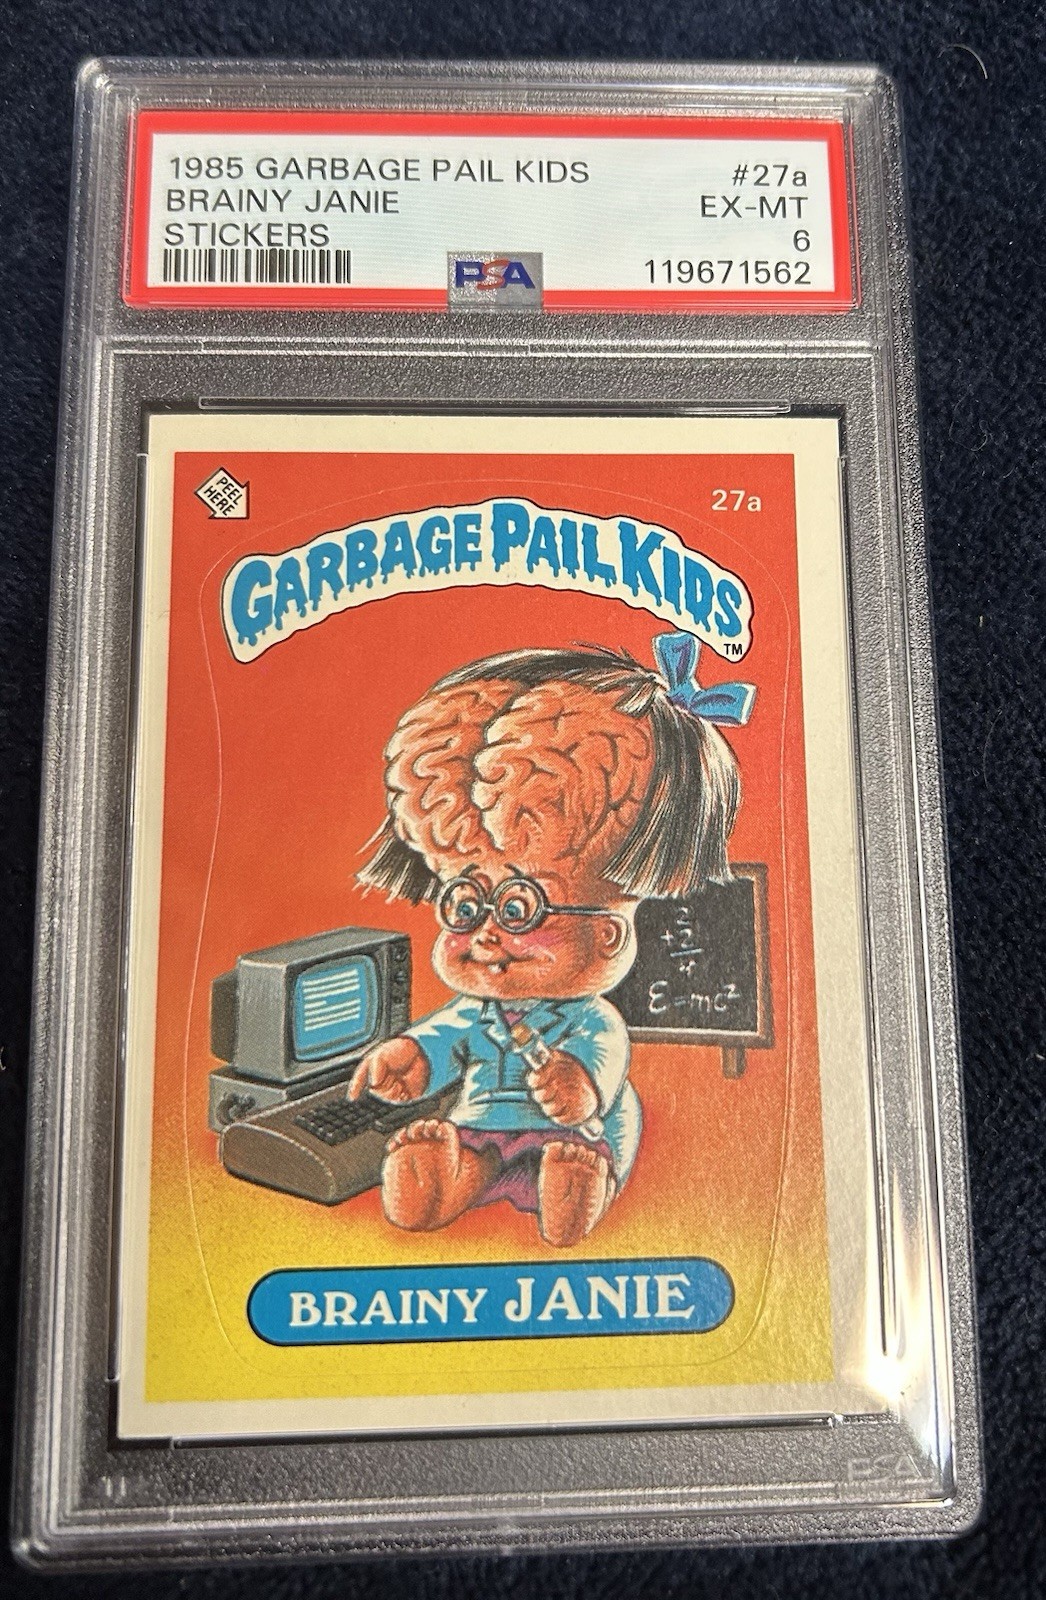 1985 GARBAGE PAIL KIDS #27a
BRAINY JANIE EX-MT
STICKERS 6
PSA 119671562
PEEL
HERE
27a
GARBAGE PAIL KIDS
TM
2
+2
4
E=mc²
BRAINY JANIE
PSA